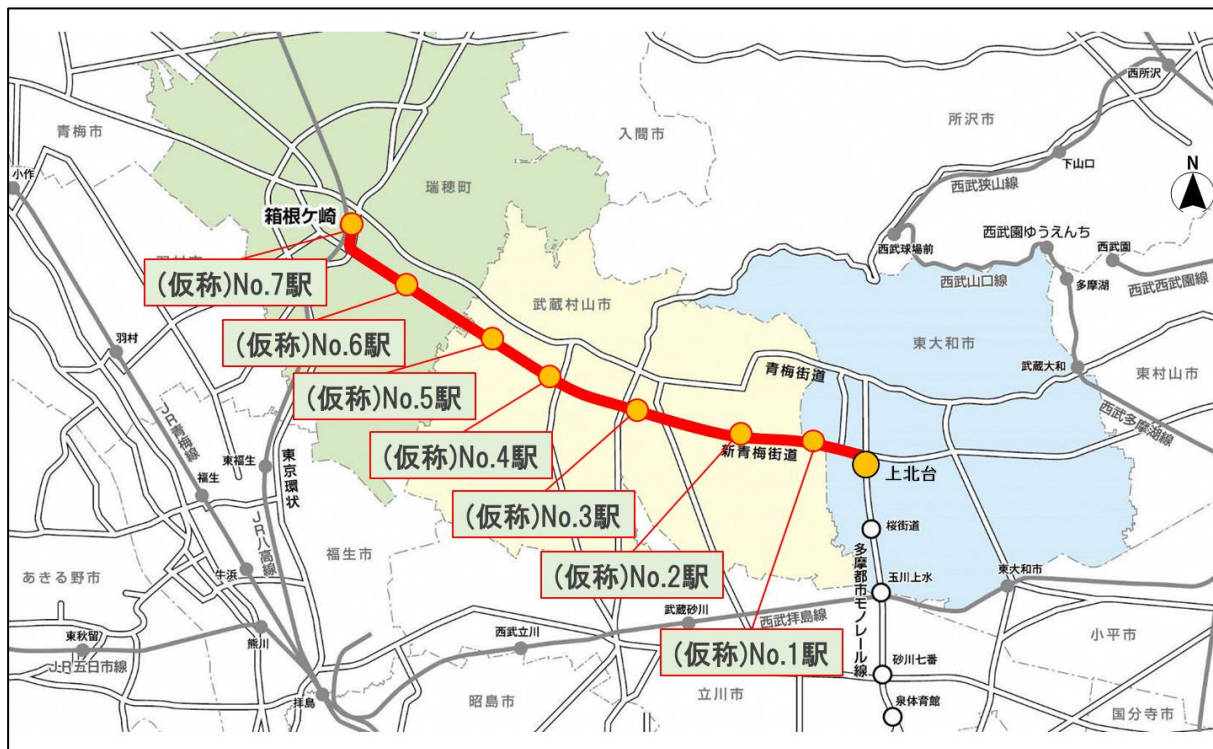 西所沢
所沢市
入間市
青梅市
N
小作
下山口
西武狭山線
瑞穂町
箱根ケ崎
西武球場前
西武園ゆうえんち
西武園
西武山口線
多摩湖
西武西武園線
(仮称)No.7駅
武蔵村山市
(仮称)No.6駅
東大和市
羽村
青梅街道
武蔵大和
東村山市
(仮称)No.5駅
西武多摩湖線
JR青梅線
(仮称)No.4駅
新青梅街道
上北台
東福生
東京環状
福生
(仮称)No.3駅
桜街道
JR八高線
福生市
多摩都市モノレール線
あきる野市
牛浜
(仮称)No.2駅
玉川上水
東大和市
武蔵砂川
西武拝島線
東秋留
熊川
西武立川
(仮称)No.1駅
小平市
JR五日市線
砂川七番
拝島
昭島市
立川市
泉体育館
国分寺市